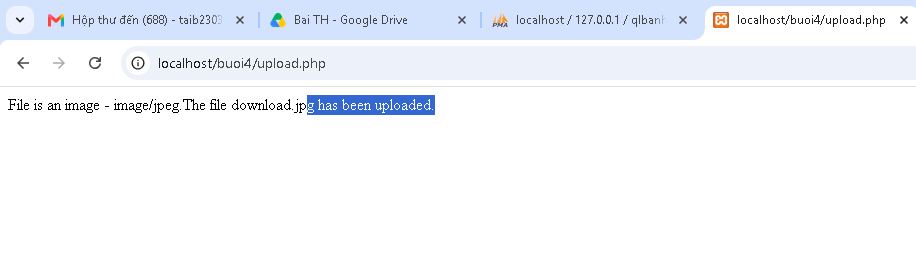 Hộp thư đến (688) - taib2303
Bai TH - Google Drive
localhost / 127.0.0.1 / qlbanh
localhost/buoi4/upload.php
localhost/buoi4/upload.php
File is an image - image/jpeg.The file download.jpg has been uploaded.